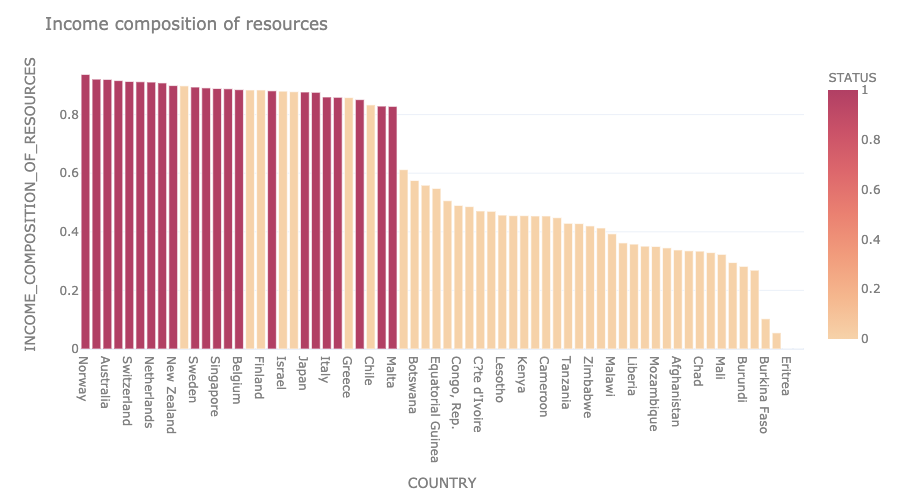 Income composition of resources
INCOME_COMPOSITION_OF_RESOURCES
0.8
0.6
0.4
0.2
0
Norway
Australia
Switzerland
Netherlands
New Zealand
Sweden
Singapore
Belgium
Finland
Israel
Japan
Italy
Greece
Chile
Malta
Botswana
Equatorial Guinea
Congo, Rep.
C?te d'Ivoire
Lesotho
Kenya
Cameroon
Tanzania
Zimbabwe
Malawi
Liberia
Mozambique
Afghanistan
Chad
Mali
Burundi
Burkina Faso
Eritrea
COUNTRY
STATUS
1
0.8
0.6
0.4
0.2
0